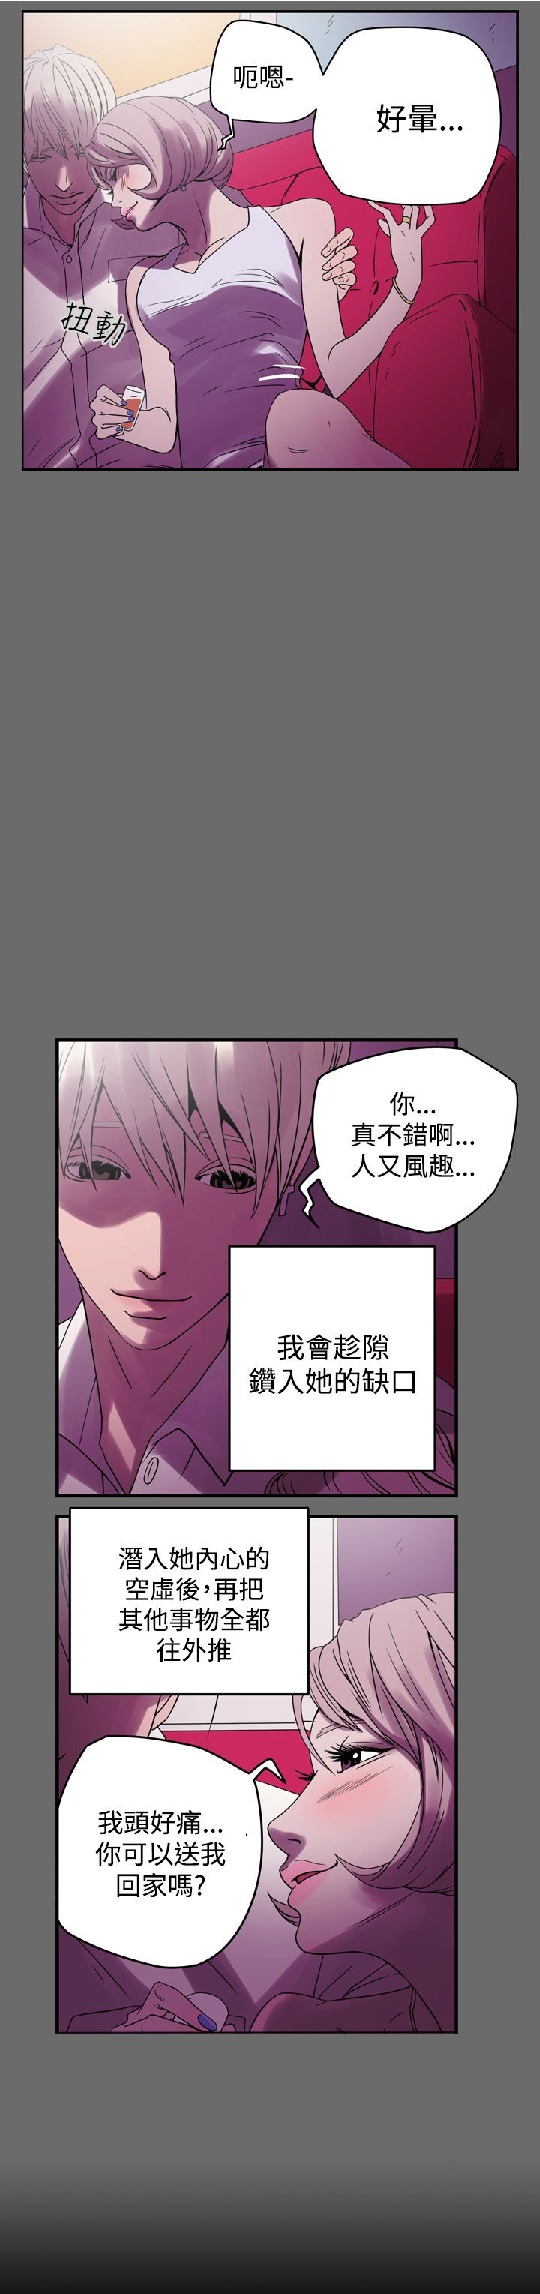 呃嗯-
好暈...
扭動
你...
真不錯啊...
人又風趣...
我會趁隙
鑽入她的缺口
潛入她內心的
空虛後,再把
其他事物全都
往外推
我頭好痛...
你可以送我
回家嗎?